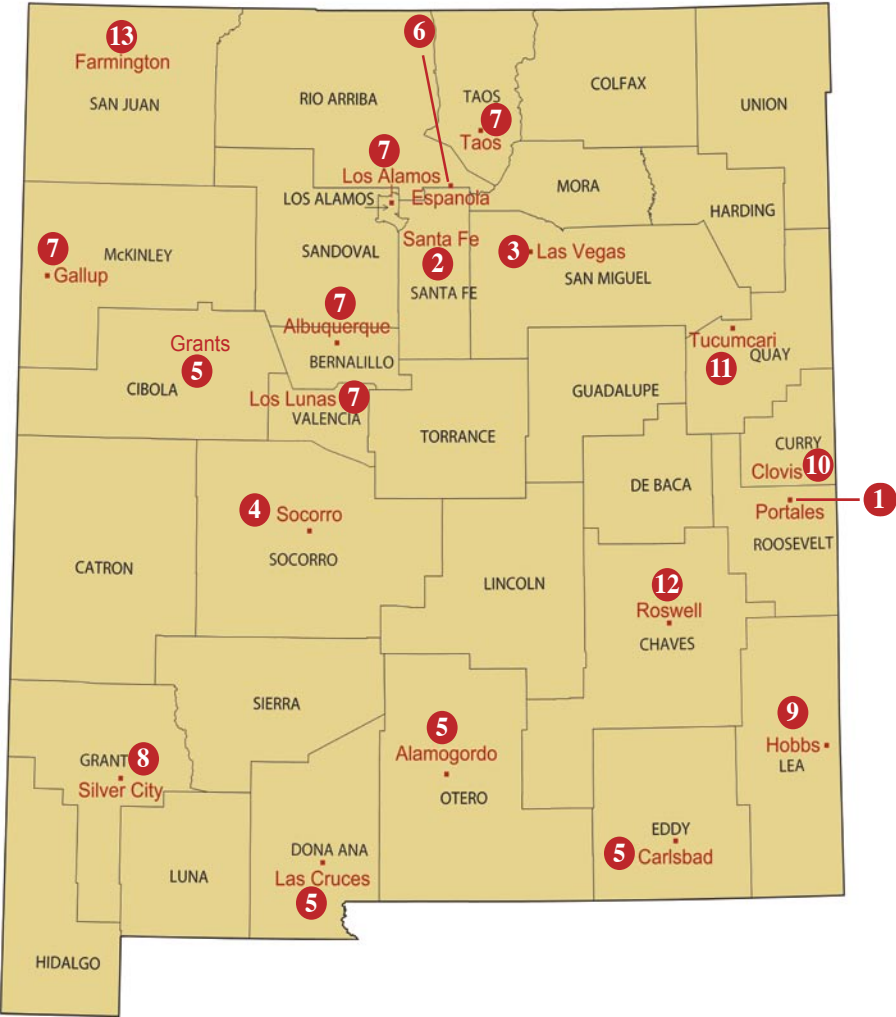 13
Farmington
SAN JUAN
RIO ARRIBA
6
TAOS
7
Taos
COLFAX
UNION
7
Los Alamos
LOS ALAMOS
Espanola
MORA
HARDING
7
McKINLEY
Gallup
SANDOVAL
Santa Fe
2
SANTA FE
3
Las Vegas
SAN MIGUEL
7
Albuquerque
BERNALILLO
Grants
5
CIBOLA
Los Lunas
7
VALENCIA
TORRANCE
GUADALUPE
Tucumcari
QUAY
11
CURRY
Clovis
10
DE BACA
1
Portales
ROOSEVELT
4
Socorro
SOCORRO
CATRON
LINCOLN
12
Roswell
CHAVES
SIERRA
GRANT
8
Silver City
5
Alamogordo
OTERO
9
Hobbs
LEA
EDDY
5
Carlsbad
DONA ANA
Las Cruces
5
LUNA
HIDALGO